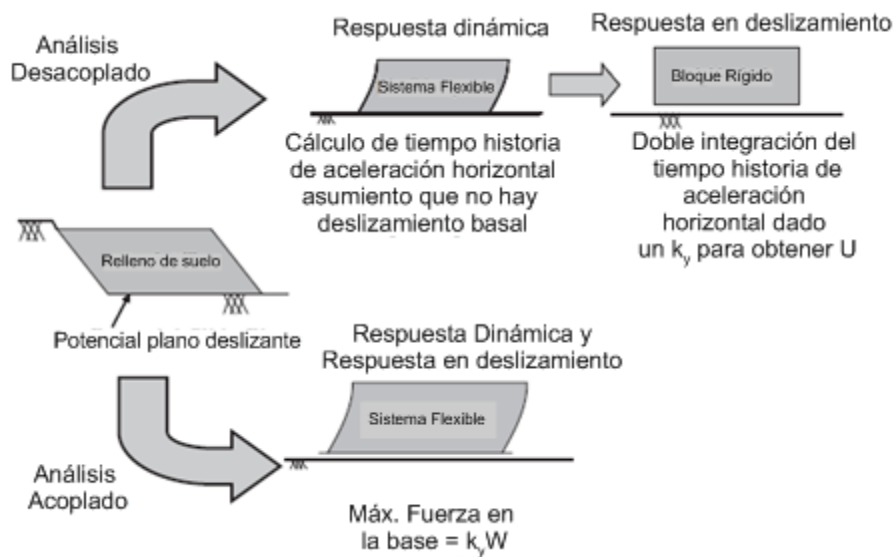 Análisis
Desacoplado
Respuesta dinámica
Sistema Flexible
Cálculo de tiempo historia
de aceleración horizontal
asumiento que no hay
deslizamiento basal
Respuesta en deslizamiento
Bloque Rígido
Doble integración del
tiempo historia de
aceleración
horizontal dado
un ky para obtener U
Relleno de suelo
Potencial plano deslizante
Análisis
Acoplado
Respuesta Dinámica y
Respuesta en deslizamiento
Sistema Flexible
Máx. Fuerza en
la base = kyW